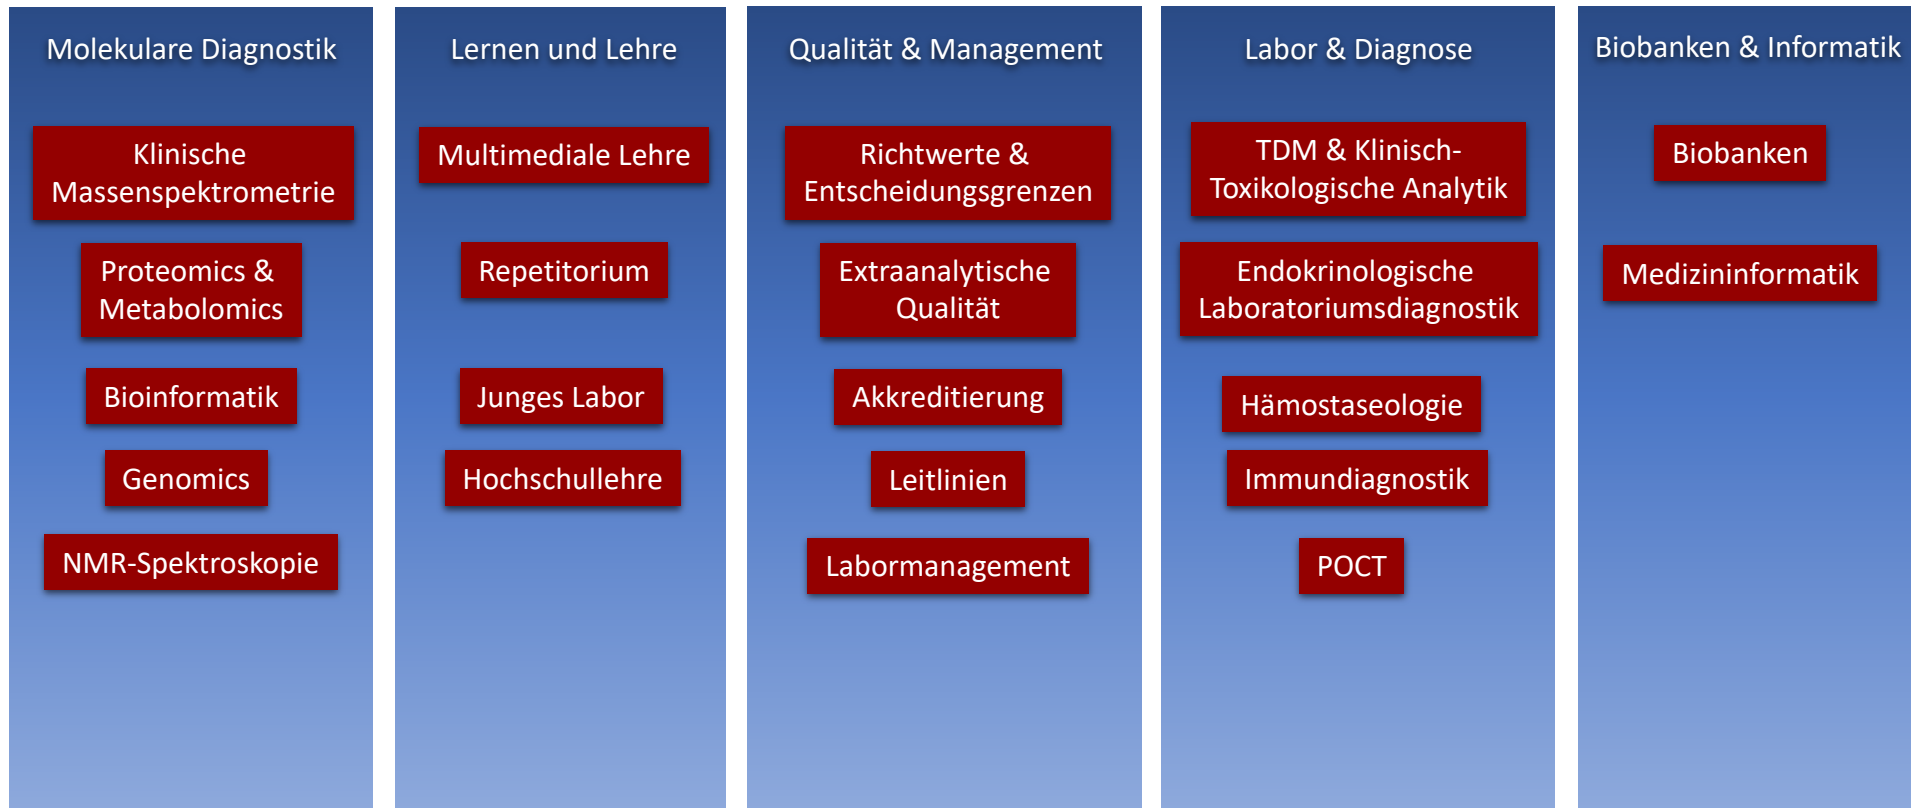 Molekulare Diagnostik
Klinische
Massenspektrometrie
Proteomics &
Metabolomics
Bioinformatik
Genomics
NMR-Spektroskopie
Lernen und Lehre
Multimediale Lehre
Repetitorium
Junges Labor
Hochschullehre
Qualität & Management
Richtwerte &
Entscheidungsgrenzen
Extraanalytische
Qualität
Akkreditierung
Leitlinien
Labormanagement
Labor & Diagnose
TDM & Klinisch-
Toxikologische Analytik
Endokrinologische
Laboratoriumsdiagnostik
Hämostaseologie
Immundiagnostik
POCT
Biobanken & Informatik
Biobanken
Medizininformatik